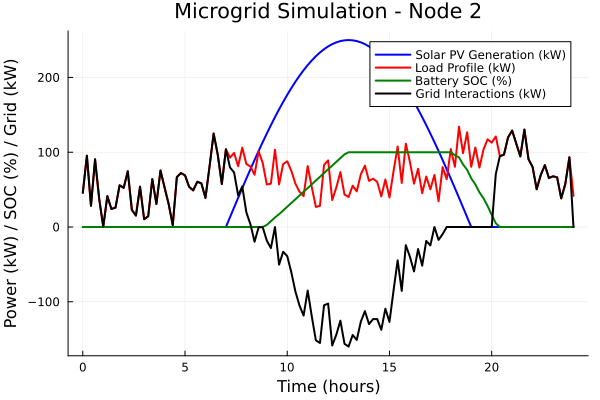 Microgrid Simulation - Node 2
Solar PV Generation (kW)
Load Profile (kW)
Battery SOC (%)
Grid Interactions (kW)
Power (kW) / SOC (%) / Grid (kW)
200
100
0
−100
0 5 10 15 20
Time (hours)